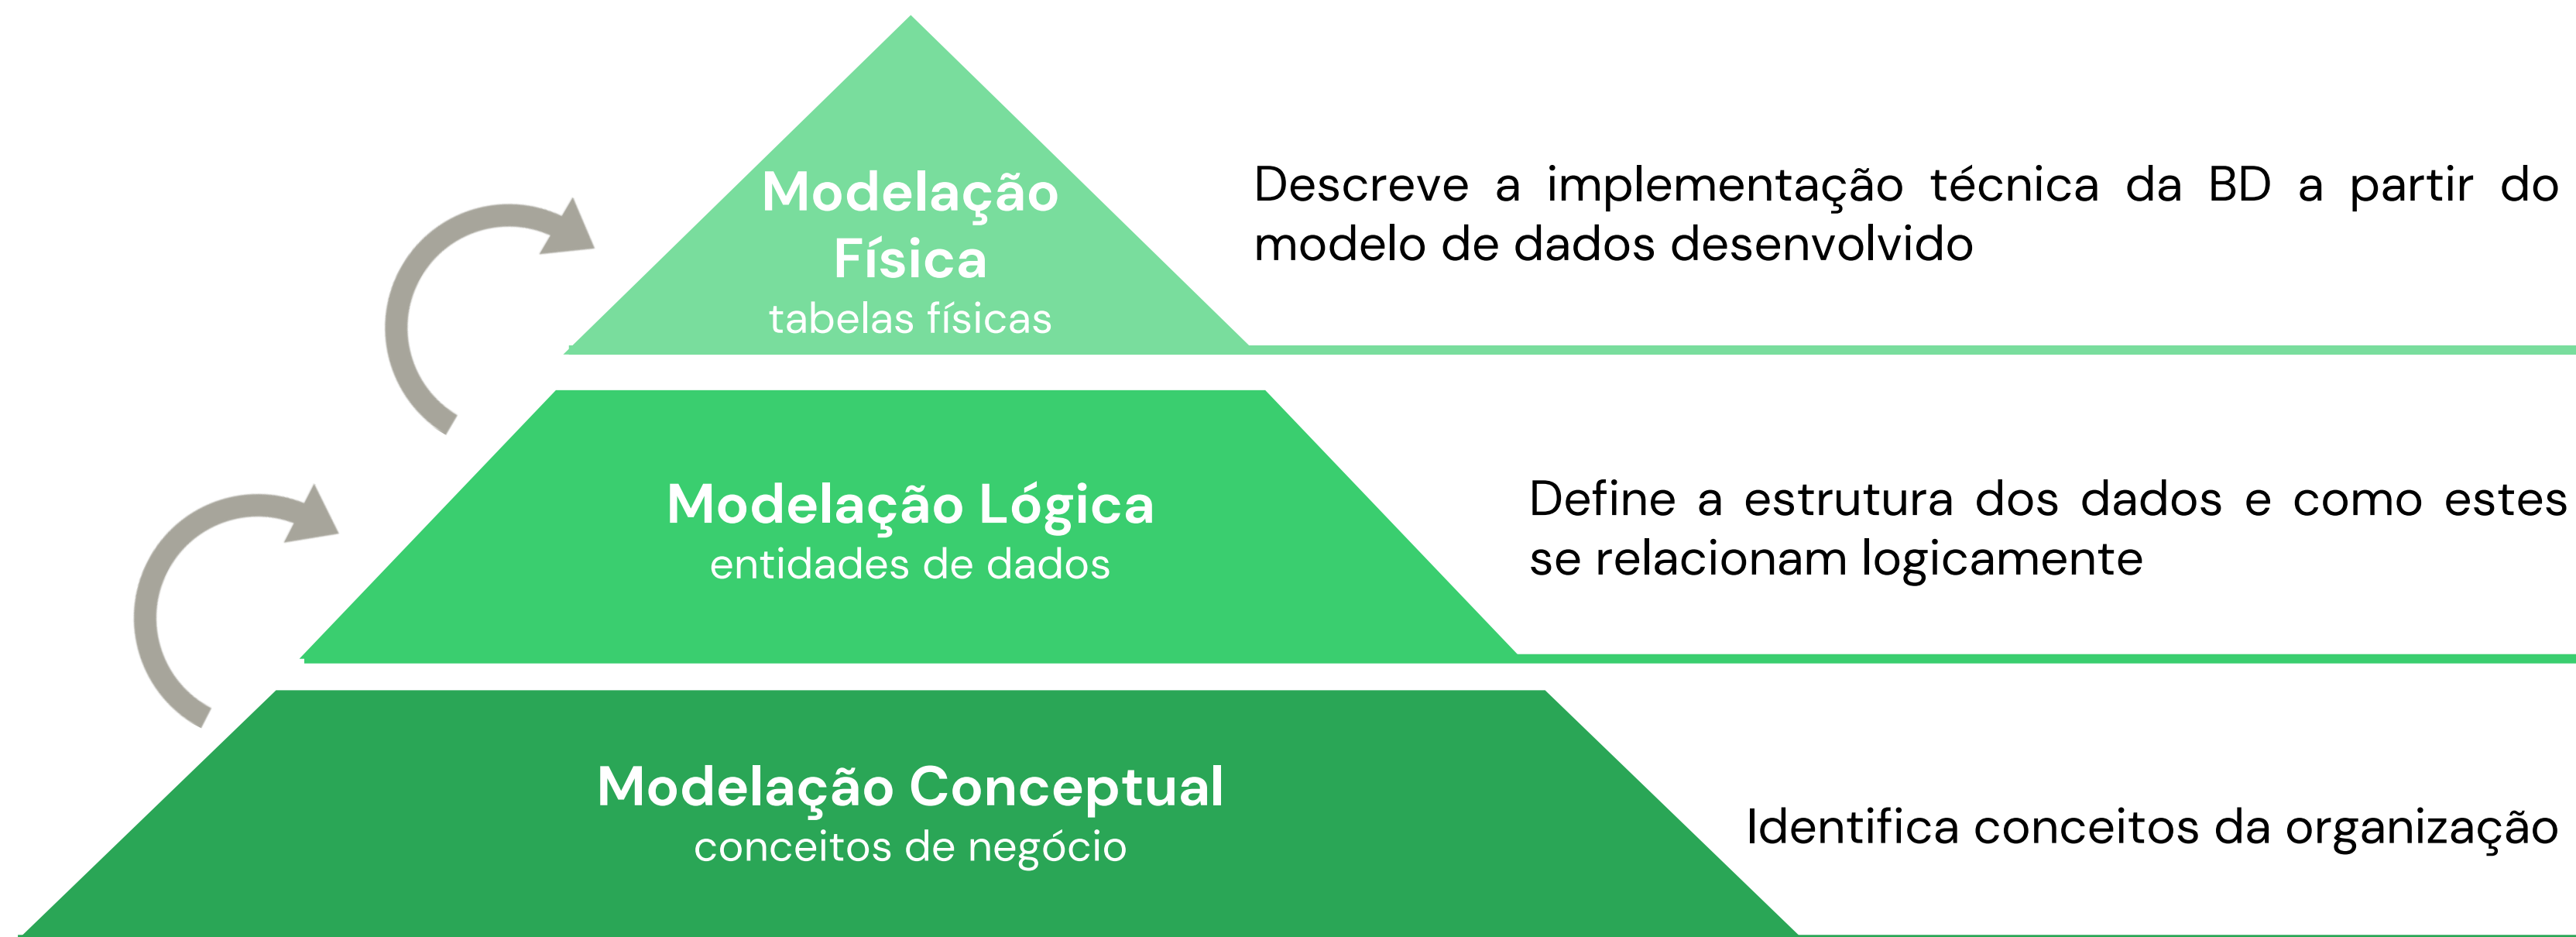 Modelação
Física
tabelas físicas
Descreve a implementação técnica da BD a partir do
modelo de dados desenvolvido
Modelação Lógica
entidades de dados
Define a estrutura dos dados e como estes
se relacionam logicamente
Modelação Conceptual
conceitos de negócio
Identifica conceitos da organização